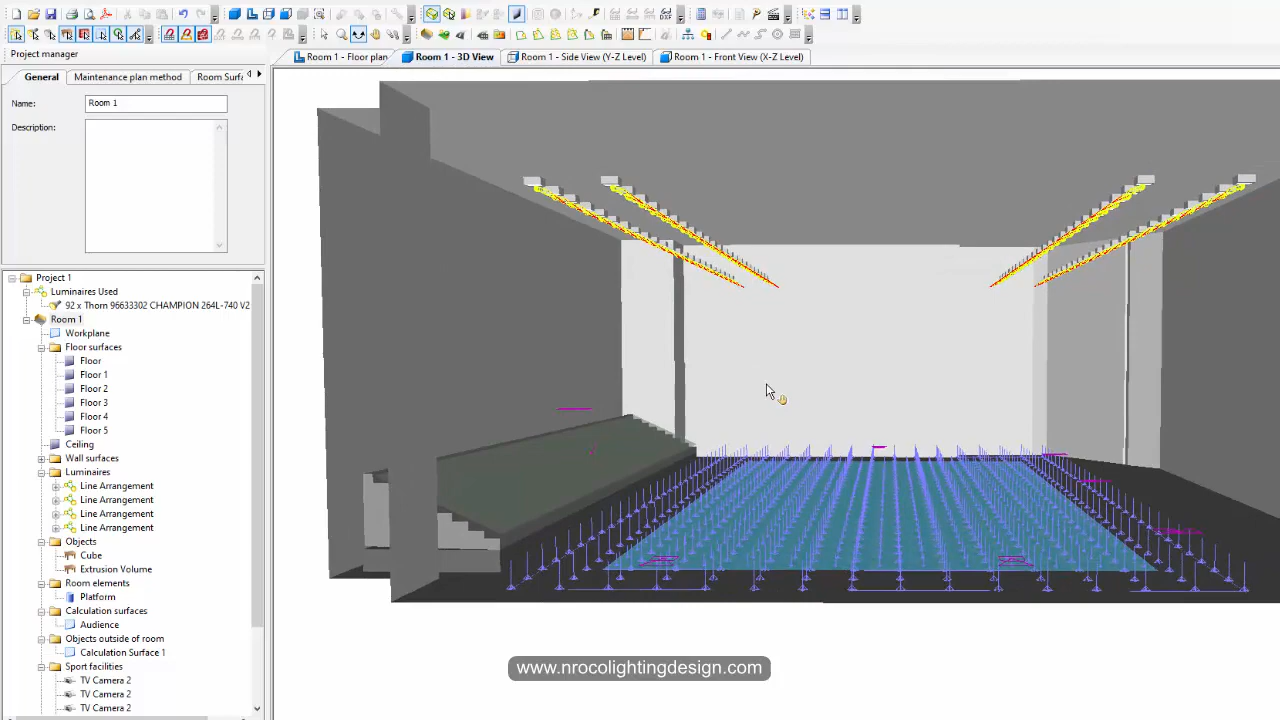 Project manager
Room 1 - Floor plan
Room 1 - 3D View
Room 1 - Side View (Y-Z Level)
Room 1 - Front View (X-Z Level)
General
Maintenance plan method
Room Surfa
Name:
Room 1
Description:
Project 1
Luminaires Used
92 x Thorn 96633302 CHAMPION 264L-740 V2
Room 1
Workplane
Floor surfaces
Floor
Floor 1
Floor 2
Floor 3
Floor 4
Floor 5
Ceiling
Wall surfaces
Luminaires
Line Arrangement
Line Arrangement
Line Arrangement
Line Arrangement
Objects
Cube
Extrusion Volume
Room elements
Platform
Calculation surfaces
Audience
Objects outside of room
Calculation Surface 1
Sport facilities
TV Camera 2
TV Camera 2
TV Camera 2
www.nrocolightingdesign.com